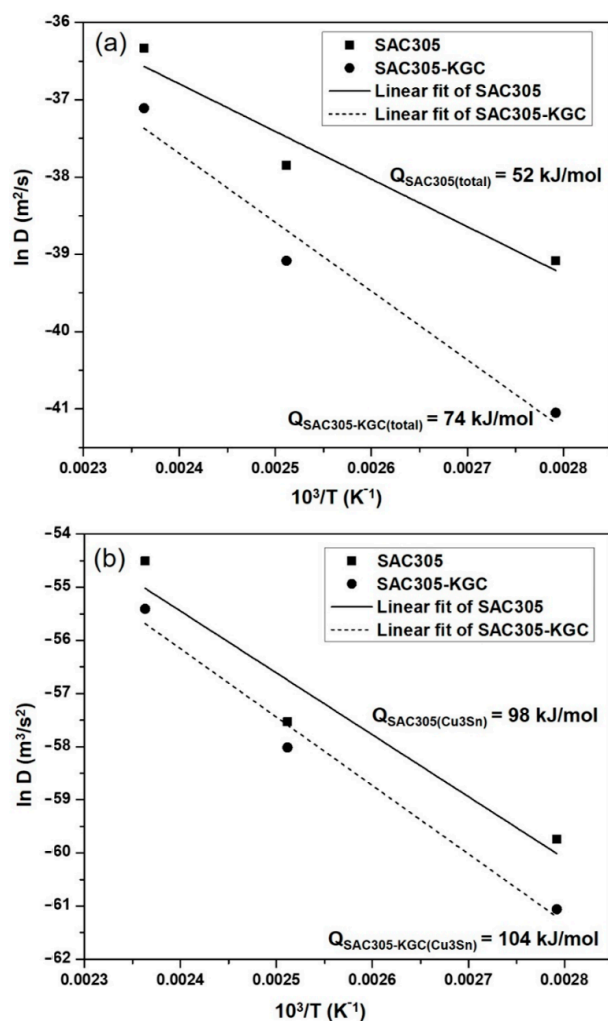 (a)
SAC305
SAC305-KGC
Linear fit of SAC305
Linear fit of SAC305-KGC
Q_SAC305(total) = 52 kJ/mol
Q_SAC305-KGC(total) = 74 kJ/mol
ln D (m²/s)
−36
−37
−38
−39
−40
−41
0.0023 0.0024 0.0025 0.0026 0.0027 0.0028
10³/T (K⁻¹)
(b)
SAC305
SAC305-KGC
Linear fit of SAC305
Linear fit of SAC305-KGC
Q_SAC305(Cu3Sn) = 98 kJ/mol
Q_SAC305-KGC(Cu3Sn) = 104 kJ/mol
ln D (m³/s²)
−54
−55
−56
−57
−58
−59
−60
−61
−62
0.0023 0.0024 0.0025 0.0026 0.0027 0.0028
10³/T (K⁻¹)